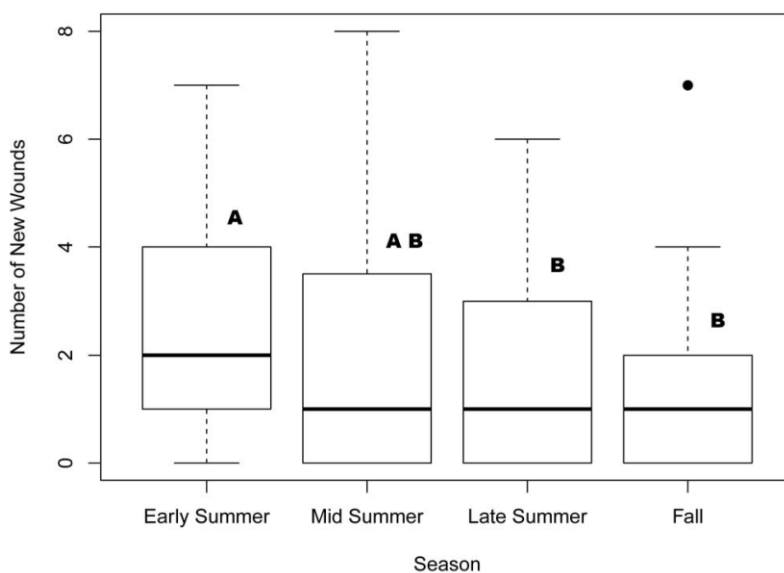 8
6
4
2
0
Number of New Wounds
A
A B
B
B
Early Summer
Mid Summer
Late Summer
Fall
Season